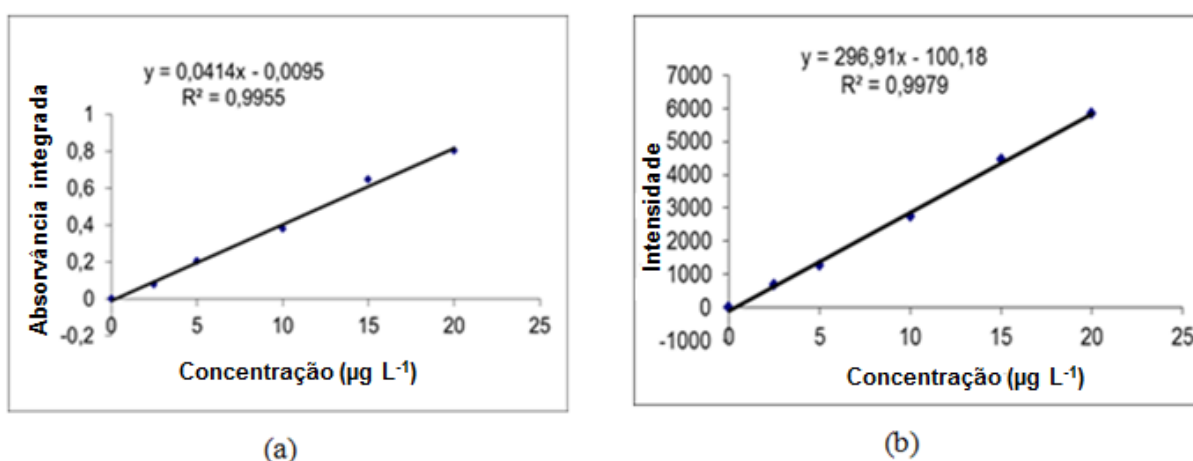 y = 0,0414x - 0,0095
R² = 0,9955
Absorvância integrada
1
0,8
0,6
0,4
0,2
0
-0,2
0 5 10 15 20 25
Concentração (µg L⁻¹)
(a)
y = 296,91x - 100,18
R² = 0,9979
Intensidade
7000
6000
5000
4000
3000
2000
1000
0
-1000
0 5 10 15 20 25
Concentração (µg L⁻¹)
(b)